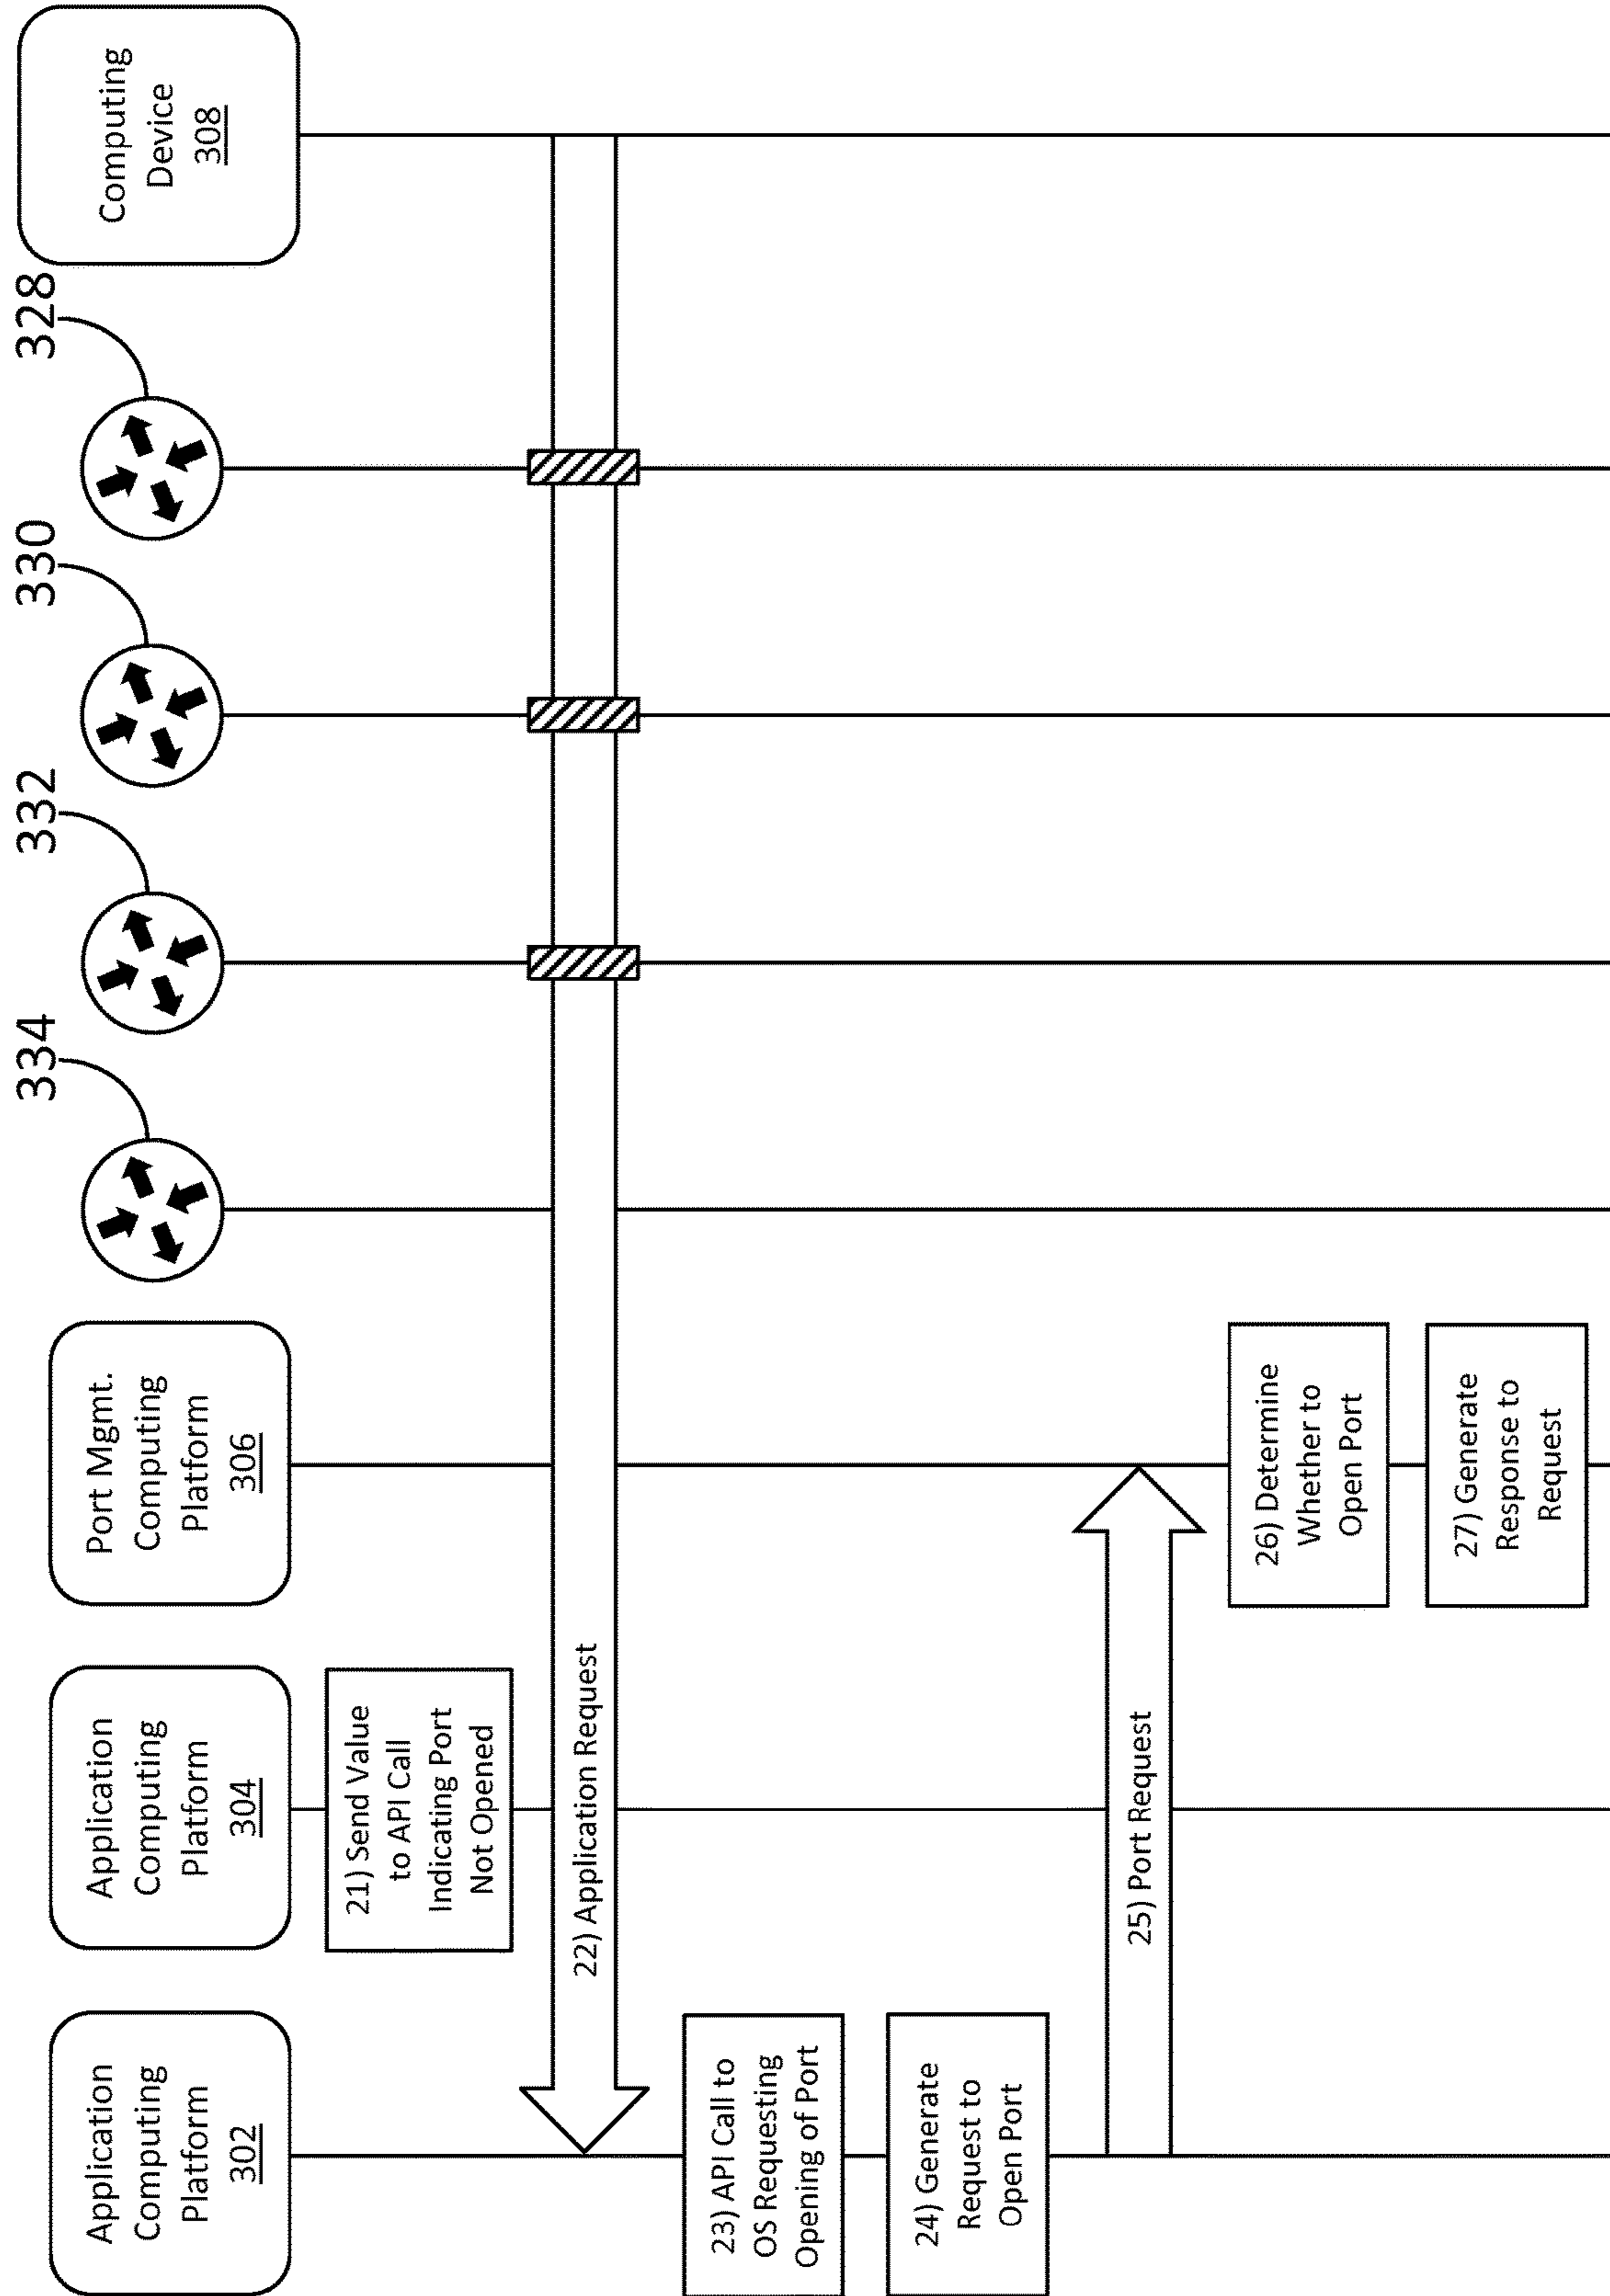 Application
Computing
Platform
302
Application
Computing
Platform
304
Port Mgmt.
Computing
Platform
306
334
332
330
328
Computing
Device
308
21) Send Value
to API Call
Indicating Port
Not Opened
22) Application Request
23) API Call to
OS Requesting
Opening of Port
24) Generate
Request to
Open Port
25) Port Request
26) Determine
Whether to
Open Port
27) Generate
Response to
Request